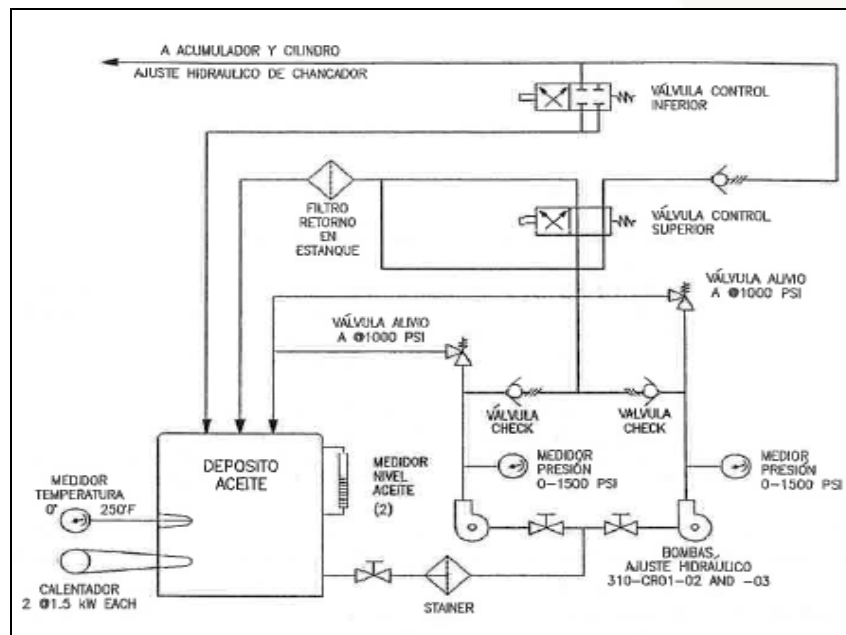 A ACUMULADOR Y CILINDRO
AJUSTE HIDRAULICO DE CHANCADOR
VÁLVULA CONTROL
INFERIOR
FILTRO
RETORNO
EN
ESTANQUE
VÁLVULA CONTROL
SUPERIOR
VÁLVULA ALIVIO
A @1000 PSI
VÁLVULA ALIVIO
A @1000 PSI
VÁLVULA
CHECK
VÁLVULA
CHECK
DEPOSITO
ACEITE
MEDIDOR
NIVEL
ACEITE
(2)
MEDIDOR
PRESIÓN
0-1500 PSI
MEDIOR
PRESIÓN
0-1500 PSI
MEDIDOR
TEMPERATURA
0° 250°F
CALENTADOR
2 @1.5 kW EACH
STAINER
BOMBAS,
AJUSTE HIDRÁULICO
310-CR01-02 AND -03